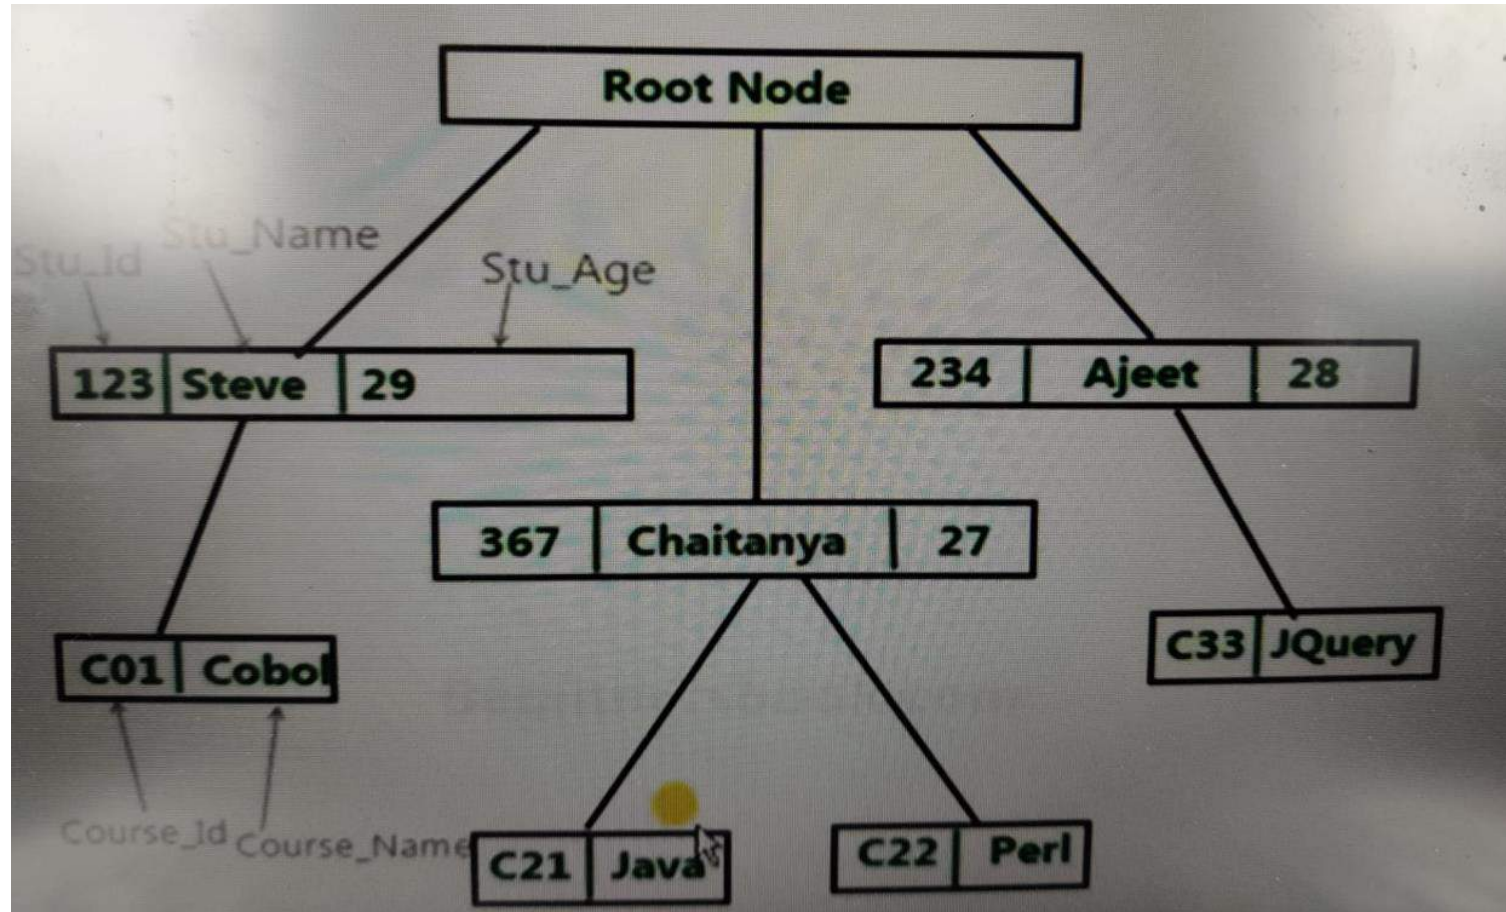 Root Node
Stu_Id
Stu_Name
Stu_Age
123 Steve 29
234 Ajeet 28
367 Chaitanya 27
C01 Cobol
C33 JQuery
Course_Id
Course_Name
C21 Java
C22 Perl